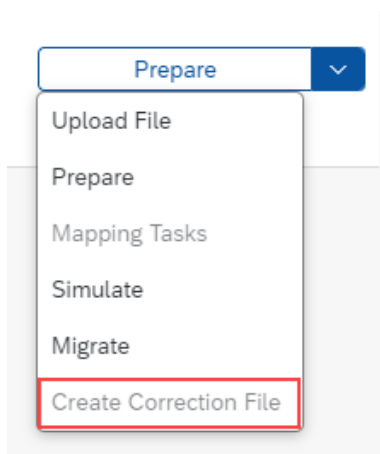 Prepare
Upload File
Prepare
Mapping Tasks
Simulate
Migrate
Create Correction File